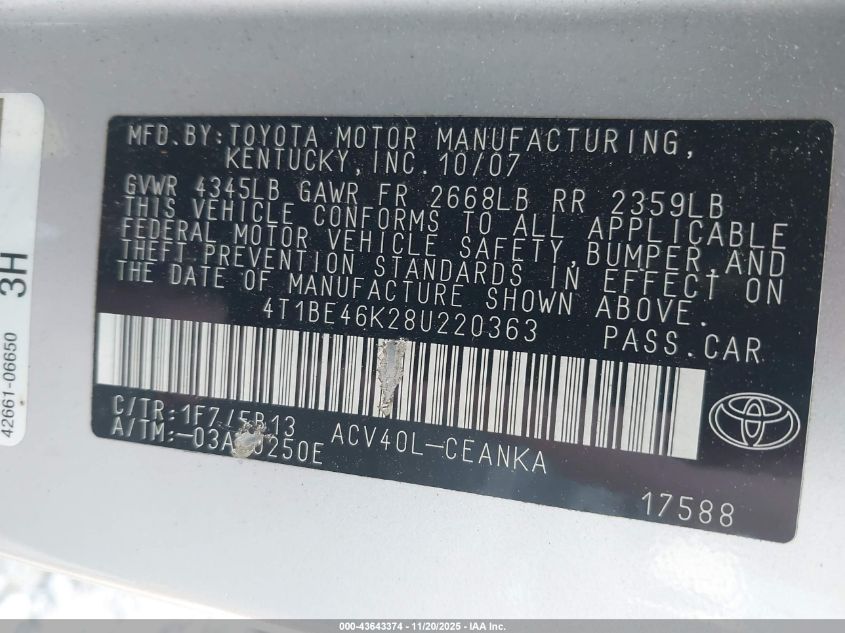 MFD.BY:TOYOTA MOTOR MANUFACTURING,
KENTUCKY,INC. 10/07
GVWR 4345LB GAWR FR 2668LB RR 2359LB
THIS VEHICLE CONFORMS TO ALL APPLICABLE
FEDERAL MOTOR VEHICLE SAFETY,BUMPER,AND
THEFT PREVENTION STANDARDS IN EFFECT ON
THE DATE OF MANUFACTURE SHOWN ABOVE.
4T1BE46K28U220363
PASS.CAR
C/TR:1F7/FB13
A/TM:
ACV40L-CEANKA
17588
42661-06650
3H
000-43643374 - 11/20/2025 - IAA Inc.